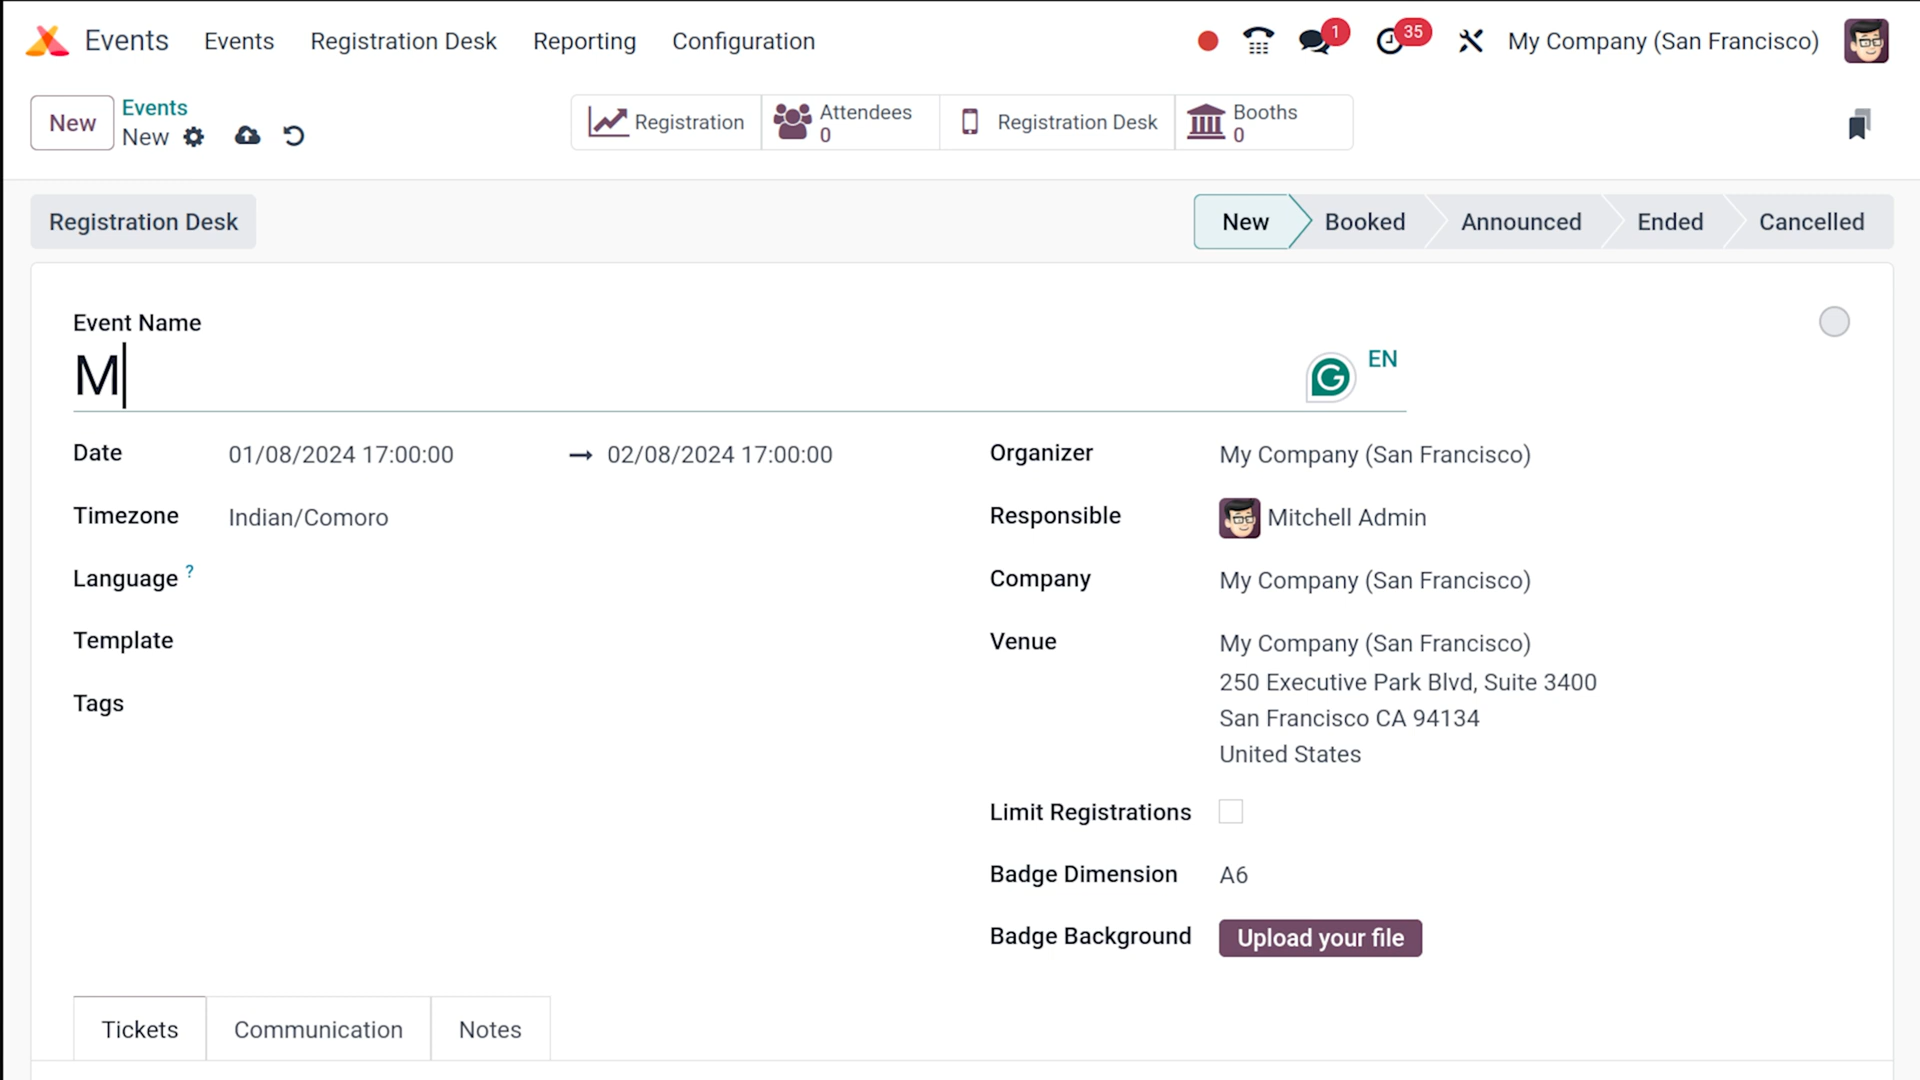 Events Events Registration Desk Reporting Configuration 1 35 My Company (San Francisco)
New Events
New
Registration Attendees 0 Registration Desk Booths 0
Registration Desk New Booked Announced Ended Cancelled
Event Name
M EN
Date 01/08/2024 17:00:00 → 02/08/2024 17:00:00 Organizer My Company (San Francisco)
Timezone Indian/Comoro Responsible Mitchell Admin
Language ? Company My Company (San Francisco)
Template Venue My Company (San Francisco)
250 Executive Park Blvd, Suite 3400
Tags San Francisco CA 94134
United States
Limit Registrations
Badge Dimension A6
Badge Background Upload your file
Tickets Communication Notes